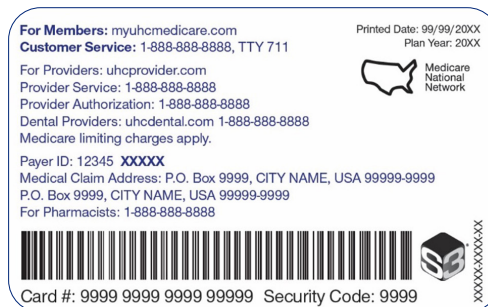 For Members: myuhcmedicare.com
Customer Service: 1-888-888-8888, TTY 711
Printed Date: 99/99/20XX
Plan Year: 20XX
Medicare
National
Network
For Providers: uhcprovider.com
Provider Service: 1-888-888-8888
Provider Authorization: 1-888-888-8888
Dental Providers: uhcdental.com 1-888-888-8888
Medicare limiting charges apply.
Payer ID: 12345 XXXXX
Medical Claim Address: P.O. Box 9999, CITY NAME, USA 99999-9999
P.O. Box 9999, CITY NAME, USA 99999-9999
For Pharmacists: 1-888-888-8888
S3
XXXXX-XXXX-XX
Card #: 9999 9999 9999 99999 Security Code: 9999